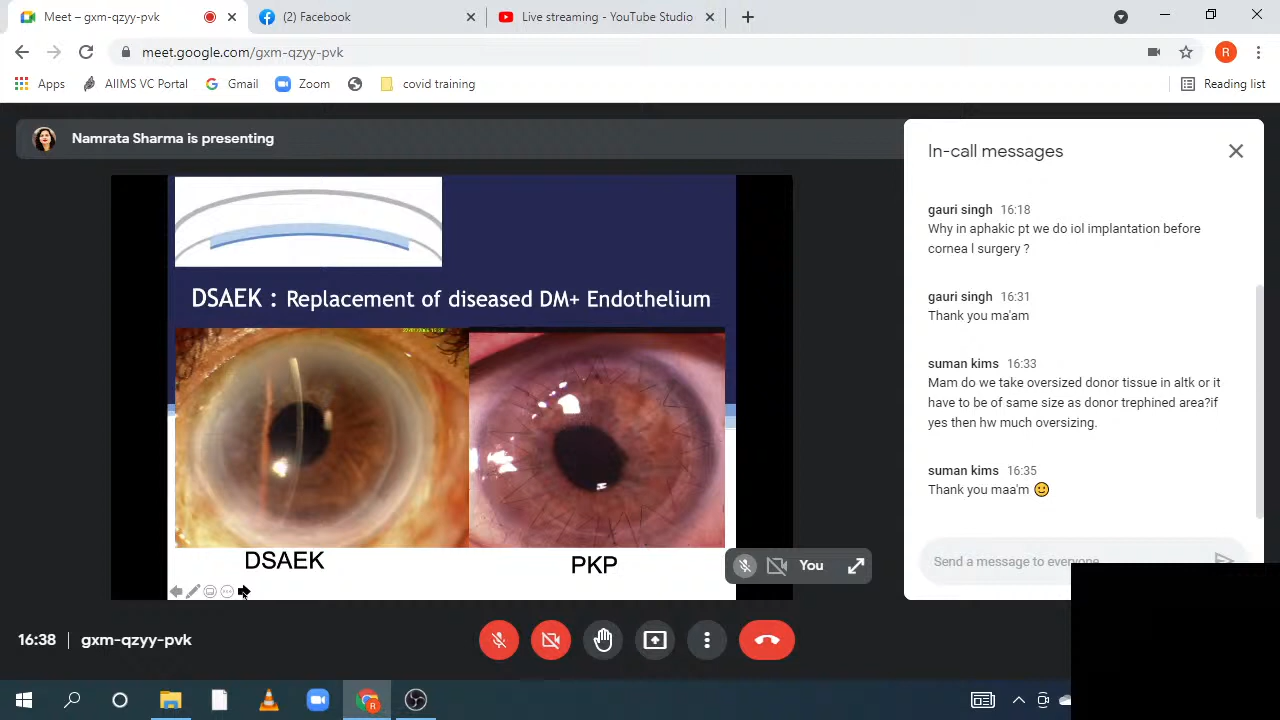 Meet – gxm-qzyy-pvk
(2) Facebook
Live streaming - YouTube Studio
meet.google.com/gxm-qzyy-pvk
R
Apps
AIIMS VC Portal
Gmail
Zoom
covid training
Reading list
Namrata Sharma is presenting
DSAEK : Replacement of diseased DM+ Endothelium
DSAEK
PKP
You
In-call messages
gauri singh 16:18
Why in aphakic pt we do iol implantation before
cornea l surgery ?
gauri singh 16:31
Thank you ma'am
suman kims 16:33
Mam do we take oversized donor tissue in altk or it
have to be of same size as donor trephined area?if
yes then hw much oversizing.
suman kims 16:35
Thank you maa'm 🙂
Send a message to everyone
16:38 | gxm-qzyy-pvk
R